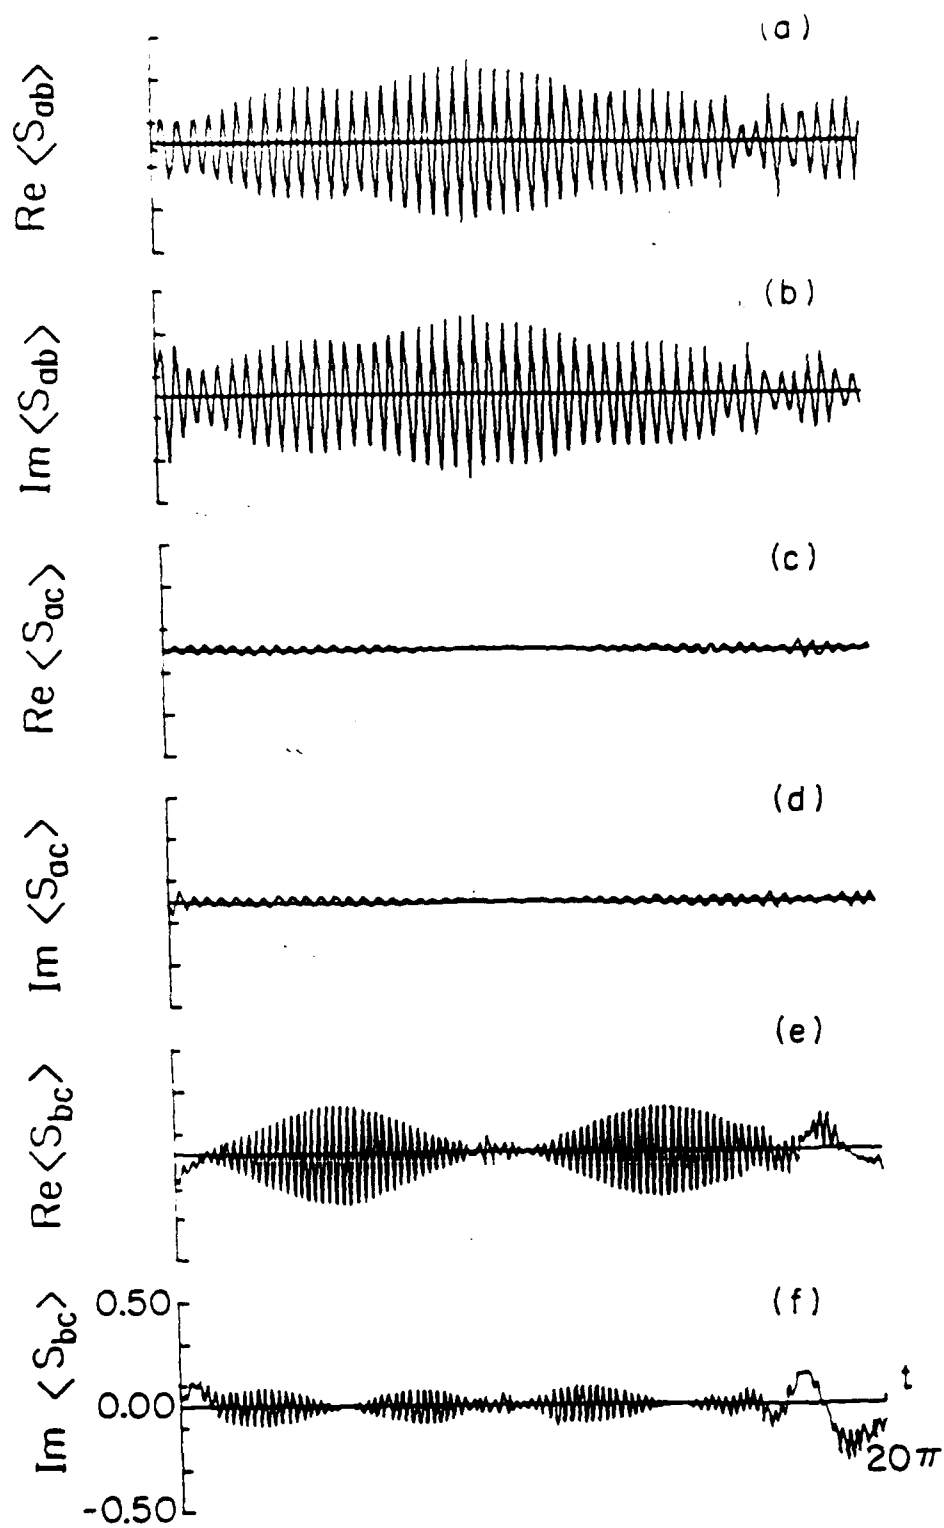 (a)
Re <S_ab>
(b)
Im <S_ab>
(c)
Re <S_ac>
(d)
Im <S_ac>
(e)
Re <S_bc>
(f)
Im <S_bc>
0.50
0.00
-0.50
t
20π